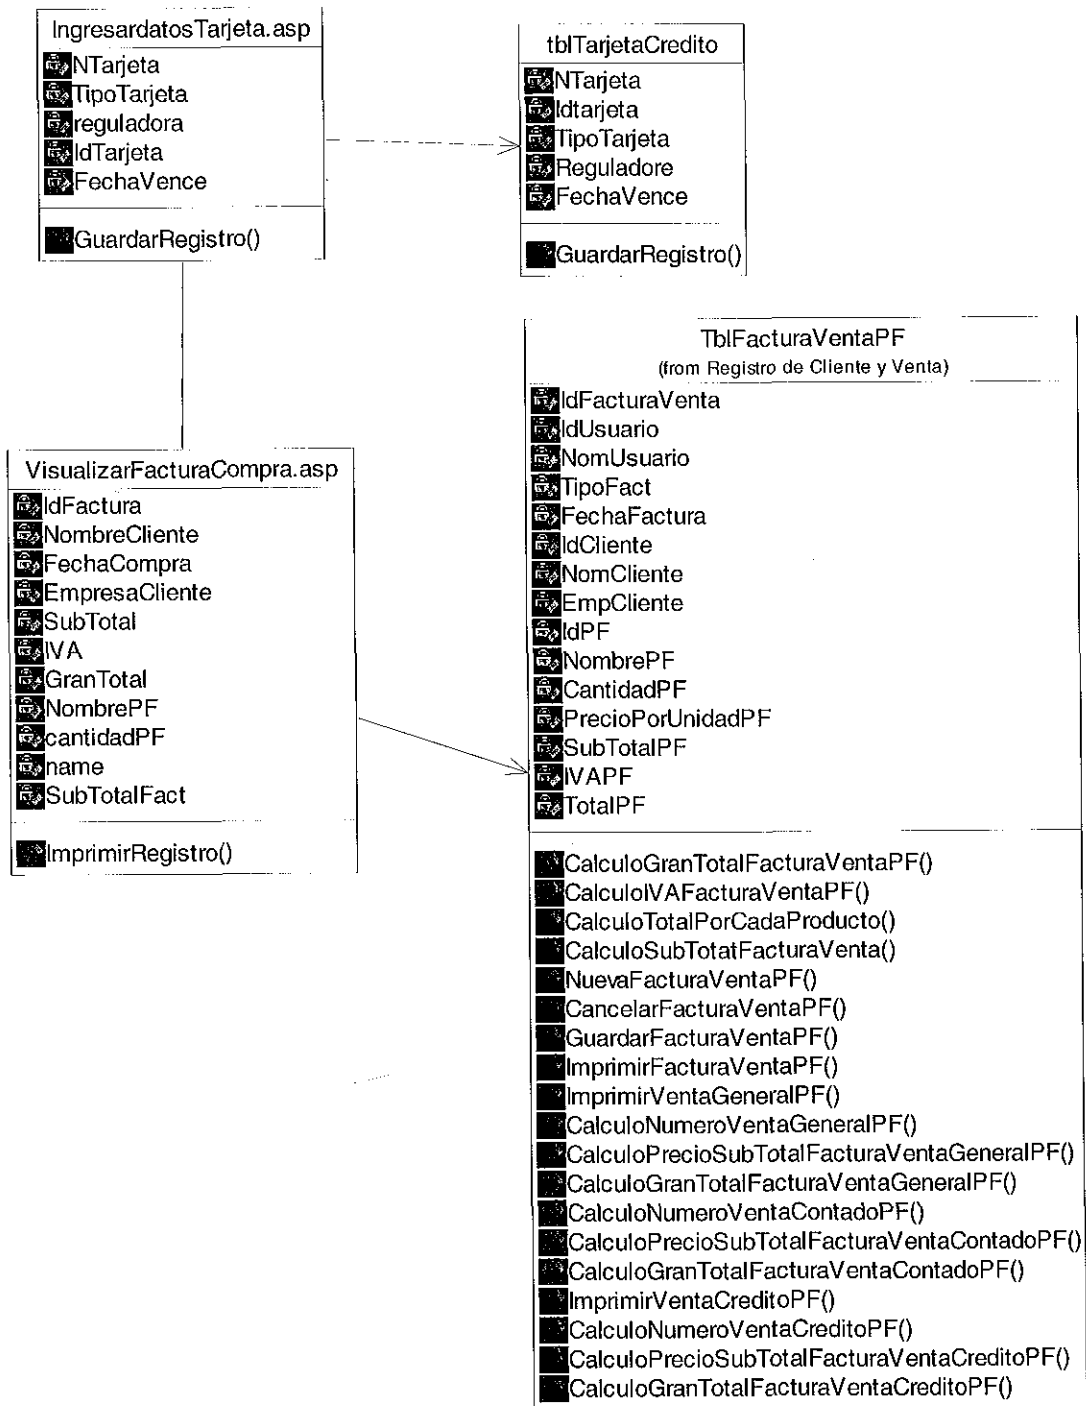 IngresardatosTarjeta.asp
NTarjeta
TipoTarjeta
reguladora
IdTarjeta
FechaVence
GuardarRegistro()
tblTarjetaCredito
NTarjeta
Idtarjeta
TipoTarjeta
Reguladore
FechaVence
GuardarRegistro()
VisualizarFacturaCompra.asp
IdFactura
NombreCliente
FechaCompra
EmpresaCliente
SubTotal
IVA
GranTotal
NombrePF
cantidadPF
name
SubTotalFact
ImprimirRegistro()
TblFacturaVentaPF
(from Registro de Cliente y Venta)
IdFacturaVenta
IdUsuario
NomUsuario
TipoFact
FechaFactura
IdCliente
NomCliente
EmpCliente
IdPF
NombrePF
CantidadPF
PrecioPorUnidadPF
SubTotalPF
IVAPF
TotalPF
CalculoGranTotalFacturaVentaPF()
CalculoIVAFacturaVentaPF()
CalculoTotalPorCadaProducto()
CalculoSubTotatFacturaVenta()
NuevaFacturaVentaPF()
CancelarFacturaVentaPF()
GuardarFacturaVentaPF()
ImprimirFacturaVentaPF()
ImprimirVentaGeneralPF()
CalculoNumeroVentaGeneralPF()
CalculoPrecioSubTotalFacturaVentaGeneralPF()
CalculoGranTotalFacturaVentaGeneralPF()
CalculoNumeroVentaContadoPF()
CalculoPrecioSubTotalFacturaVentaContadoPF()
CalculoGranTotalFacturaVentaContadoPF()
ImprimirVentaCreditoPF()
CalculoNumeroVentaCreditoPF()
CalculoPrecioSubTotalFacturaVentaCreditoPF()
CalculoGranTotalFacturaVentaCreditoPF()